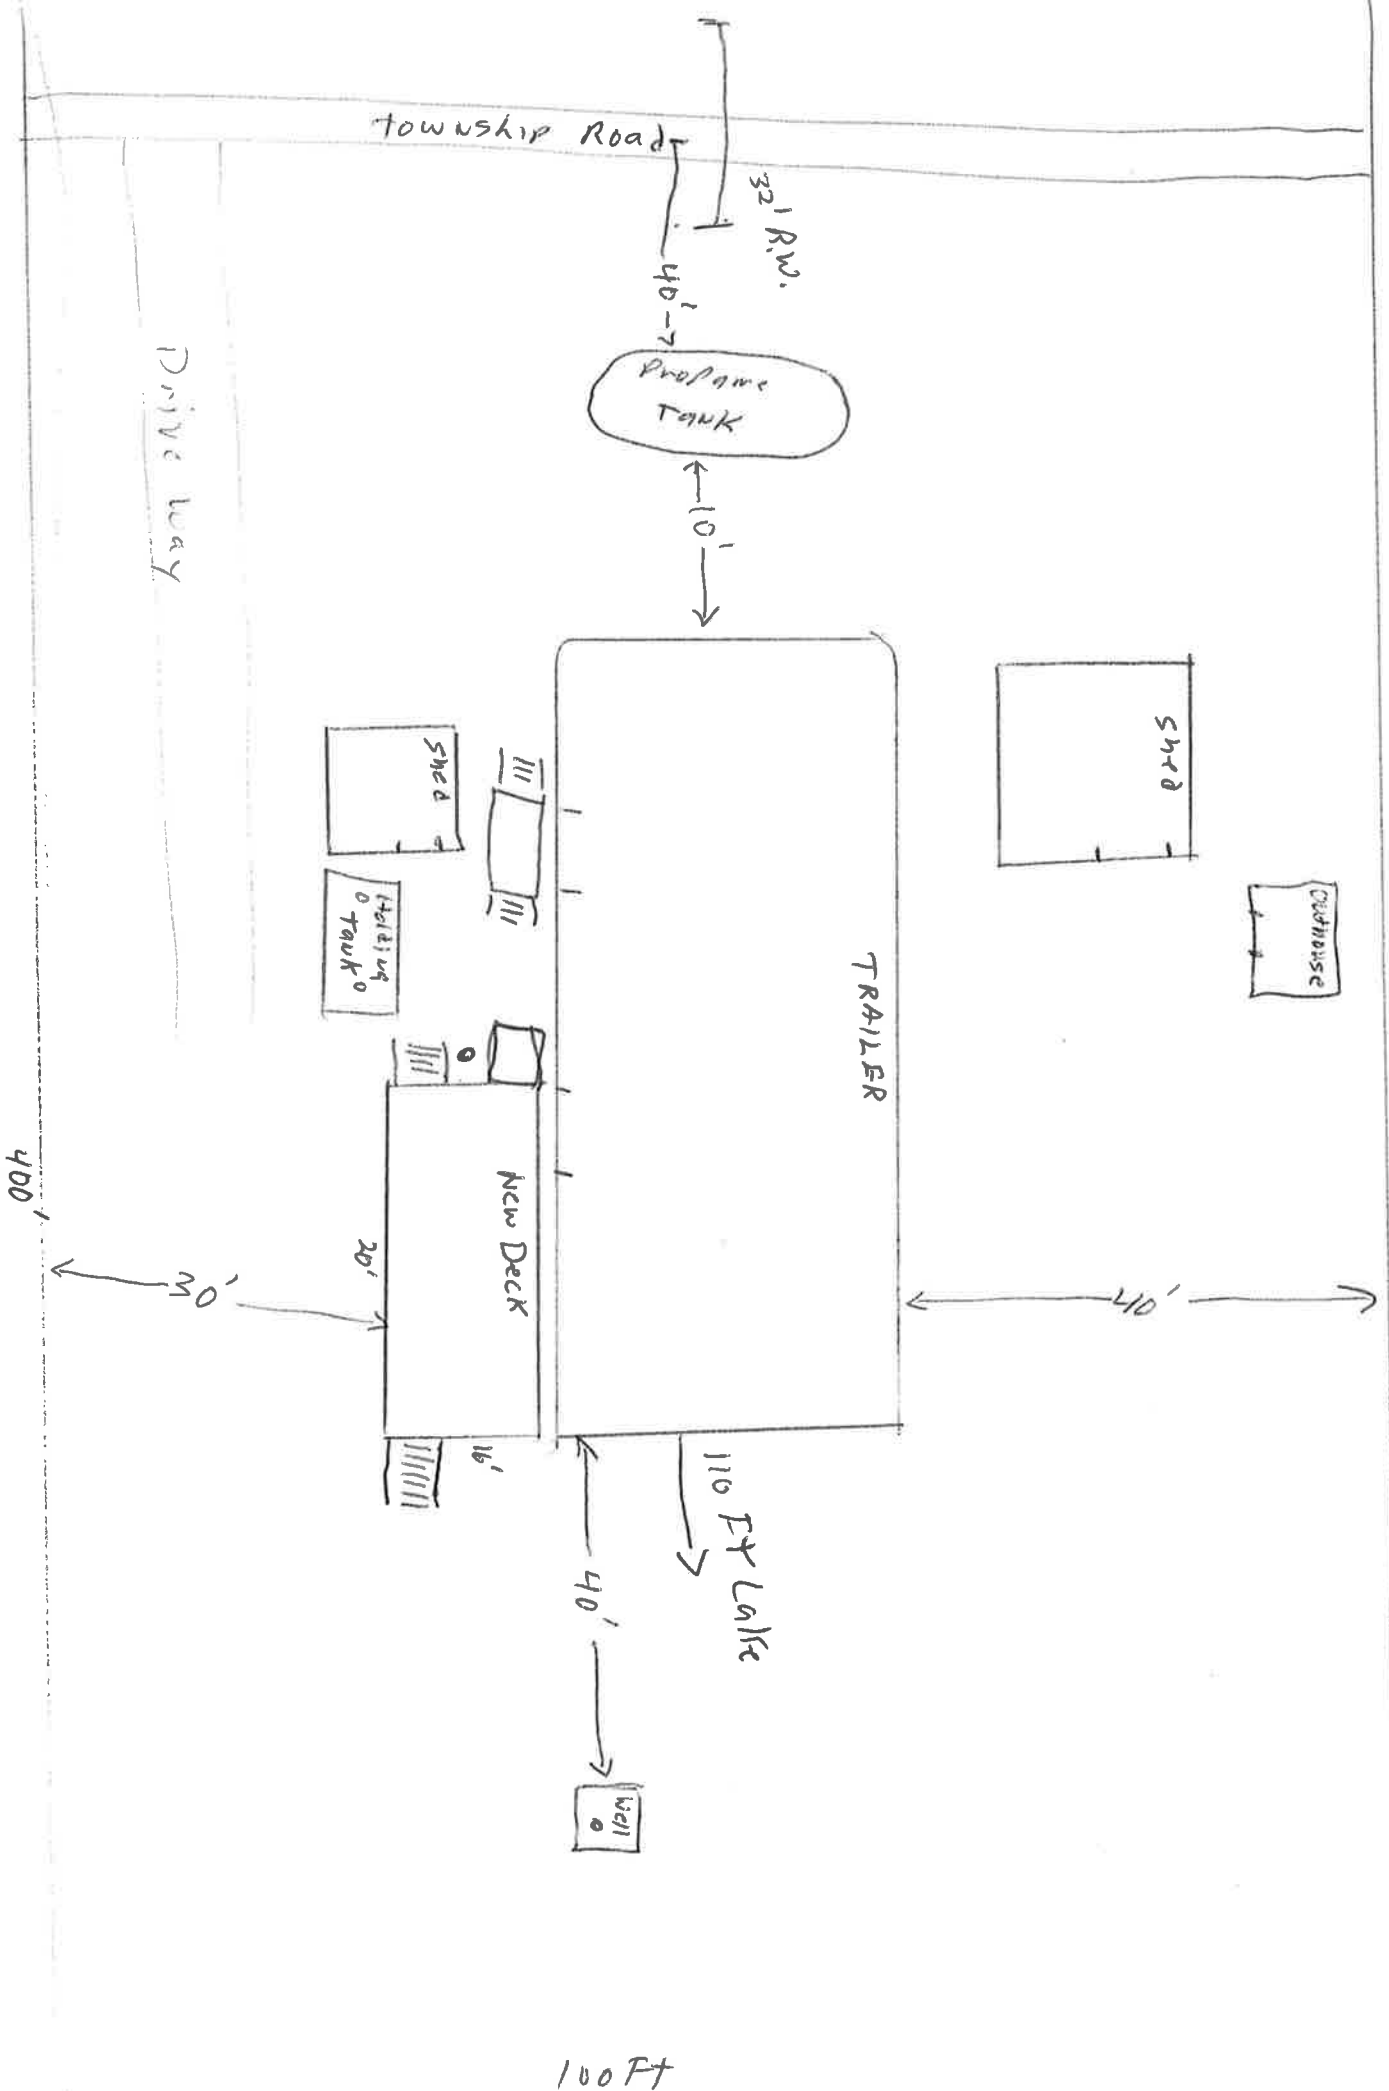 township Road
32' R.W.
40'
Propane
Tank
10'
Drive Way
Shed
Shed
Outhouse
Holding
Tank
TRAILER
New Deck
20'
16'
30'
40'
400'
110 Ft Lake
40'
Well
100 Ft